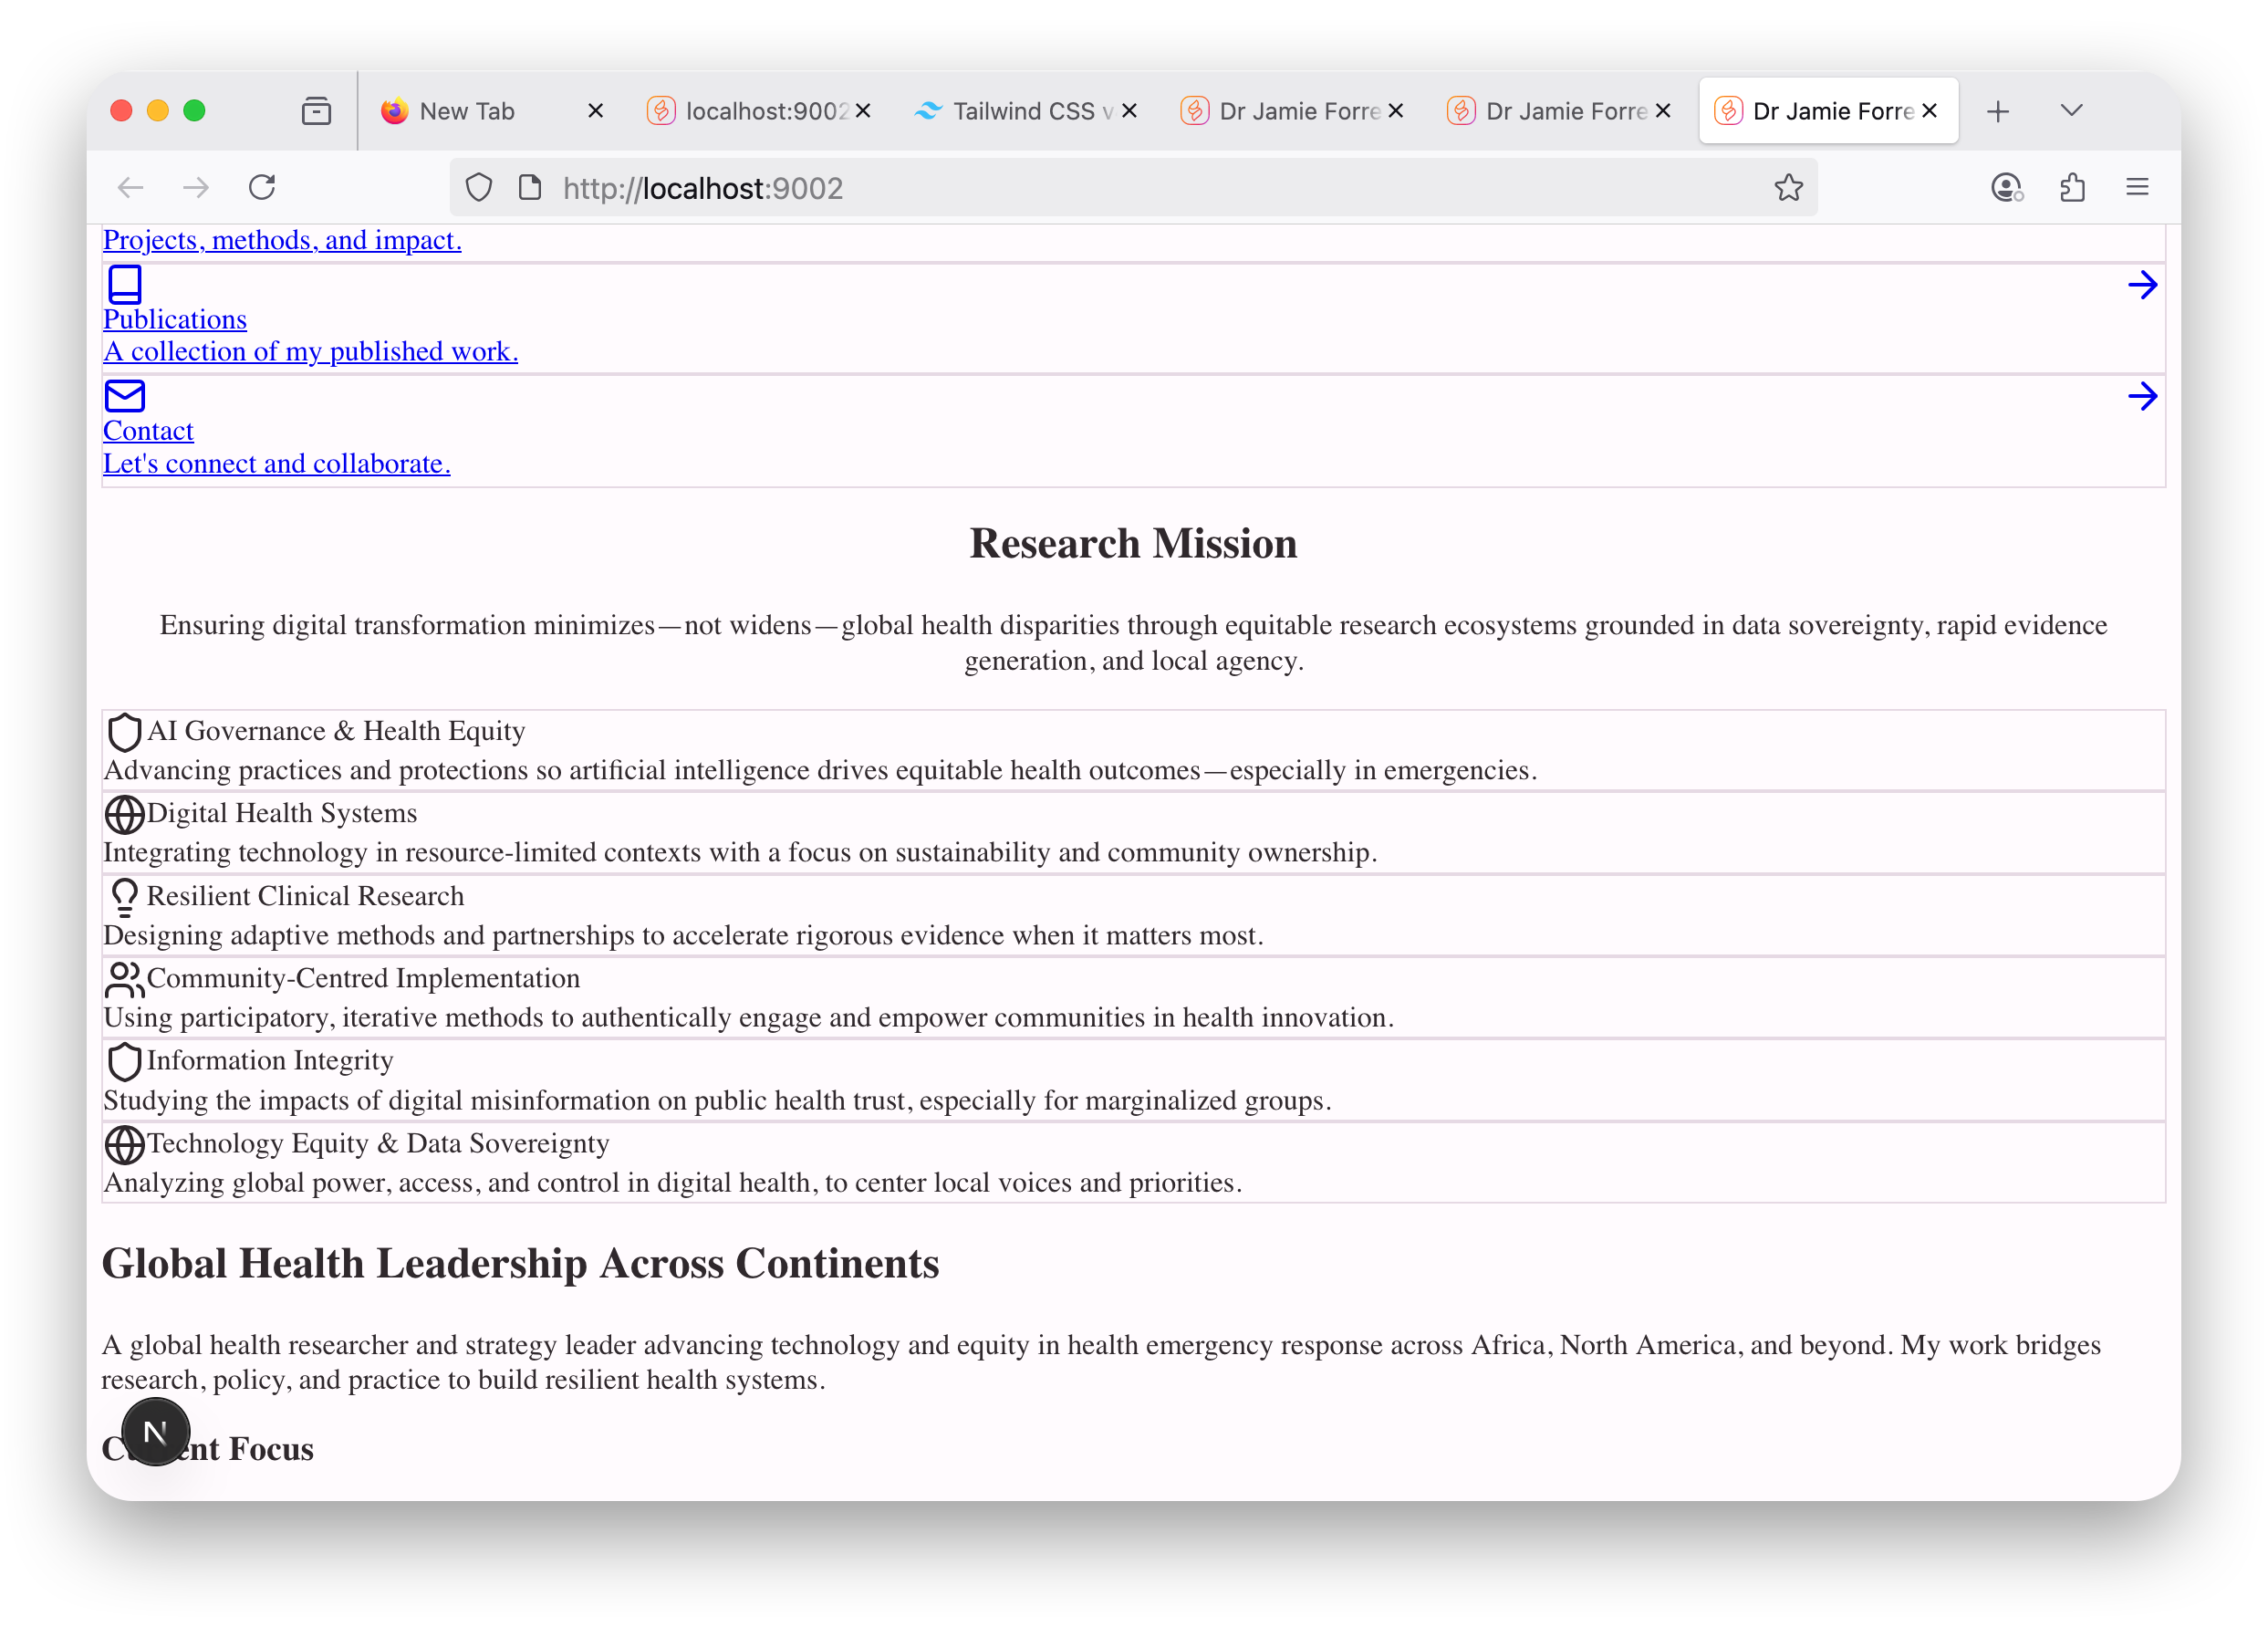 New Tab
localhost:9002
Tailwind CSS v
Dr Jamie Forre
Dr Jamie Forre
Dr Jamie Forre
http://localhost:9002
Projects, methods, and impact.
Publications
A collection of my published work.
Contact
Let's connect and collaborate.
Research Mission
Ensuring digital transformation minimizes—not widens—global health disparities through equitable research ecosystems grounded in data sovereignty, rapid evidence
generation, and local agency.
AI Governance & Health Equity
Advancing practices and protections so artificial intelligence drives equitable health outcomes—especially in emergencies.
Digital Health Systems
Integrating technology in resource-limited contexts with a focus on sustainability and community ownership.
Resilient Clinical Research
Designing adaptive methods and partnerships to accelerate rigorous evidence when it matters most.
Community-Centred Implementation
Using participatory, iterative methods to authentically engage and empower communities in health innovation.
Information Integrity
Studying the impacts of digital misinformation on public health trust, especially for marginalized groups.
Technology Equity & Data Sovereignty
Analyzing global power, access, and control in digital health, to center local voices and priorities.
Global Health Leadership Across Continents
A global health researcher and strategy leader advancing technology and equity in health emergency response across Africa, North America, and beyond. My work bridges
research, policy, and practice to build resilient health systems.
N
Focus